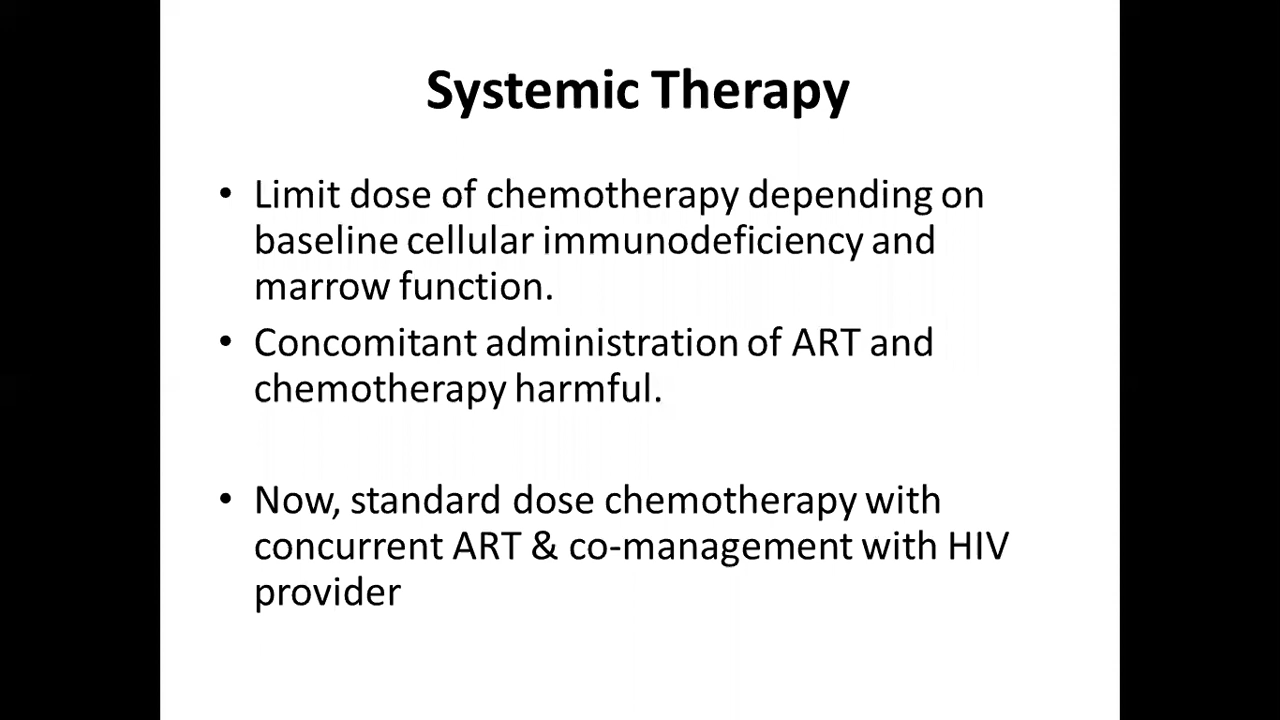 Systemic Therapy
• Limit dose of chemotherapy depending on
baseline cellular immunodeficiency and
marrow function.
• Concomitant administration of ART and
chemotherapy harmful.
• Now, standard dose chemotherapy with
concurrent ART & co-management with HIV
provider